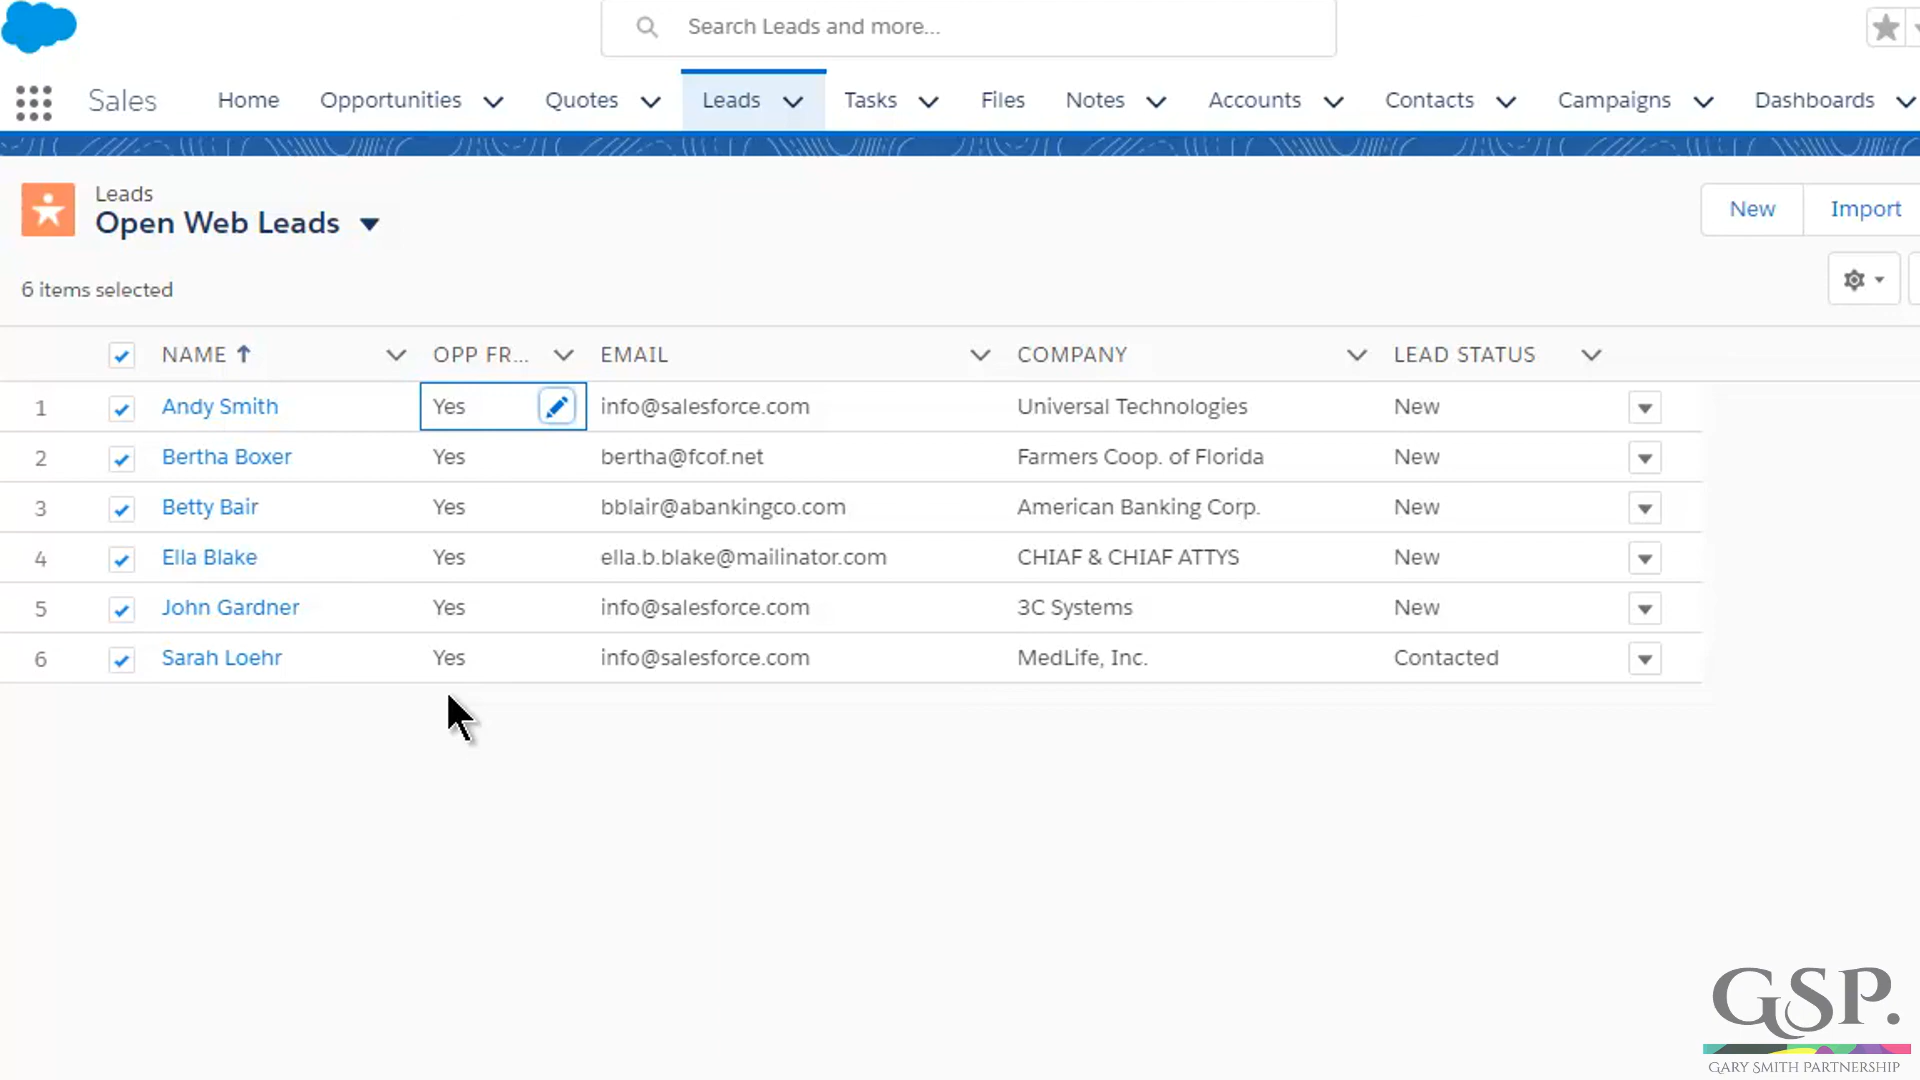 Search Leads and more...
Sales Home Opportunities Quotes Leads Tasks Files Notes Accounts Contacts Campaigns Dashboards
Leads
Open Web Leads
New Import
6 items selected
NAME OPP FR... EMAIL COMPANY LEAD STATUS
1 Andy Smith Yes info@salesforce.com Universal Technologies New
2 Bertha Boxer Yes bertha@fcof.net Farmers Coop. of Florida New
3 Betty Bair Yes bblair@abankingco.com American Banking Corp. New
4 Ella Blake Yes ella.b.blake@mailinator.com CHIAF & CHIAF ATTYS New
5 John Gardner Yes info@salesforce.com 3C Systems New
6 Sarah Loehr Yes info@salesforce.com MedLife, Inc. Contacted
GSP.
GARY SMITH PARTNERSHIP